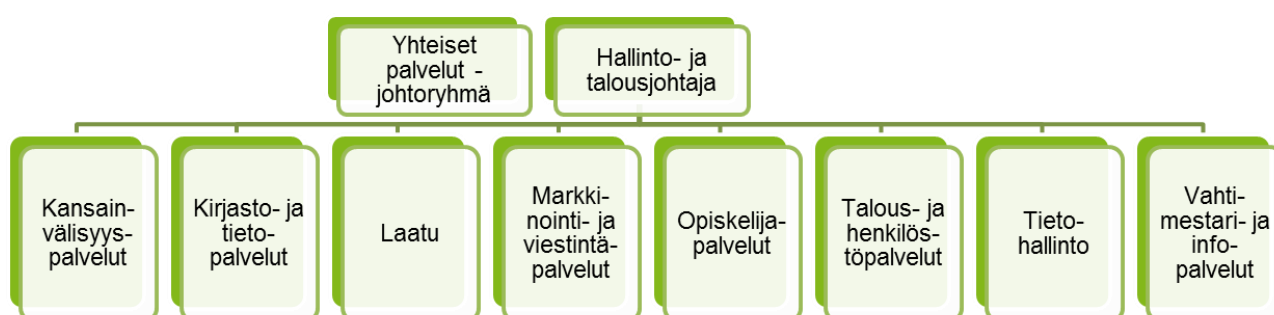 Yhteiset
palvelut -
johtoryhmä
Hallinto- ja
talousjohtaja
Kansain-
välisyys-
palvelut
Kirjasto- ja
tieto-
palvelut
Laatu
Markki-
nointi- ja
viestintä-
palvelut
Opiskelija-
palvelut
Talous- ja
henkilös-
töpalvelut
Tieto-
hallinto
Vahti-
mestari- ja
info-
palvelut